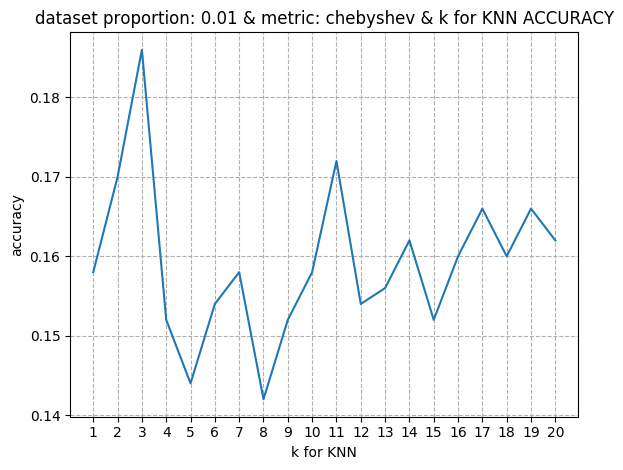 dataset proportion: 0.01 & metric: chebyshev & k for KNN ACCURACY
0.18
0.17
0.16
0.15
0.14
accuracy
1 2 3 4 5 6 7 8 9 10 11 12 13 14 15 16 17 18 19 20
k for KNN